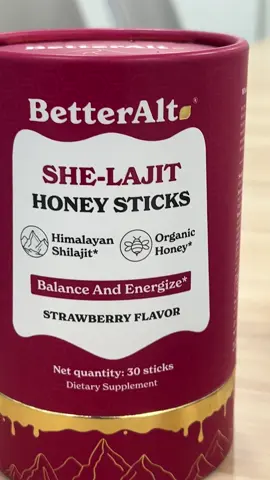 BetterAlt
SHE-LAJIT
HONEY STICKS
Himalayan
Shilajit*
Organic
Honey*
Balance And Energize*
STRAWBERRY FLAVOR
Net quantity: 30 sticks
Dietary Supplement